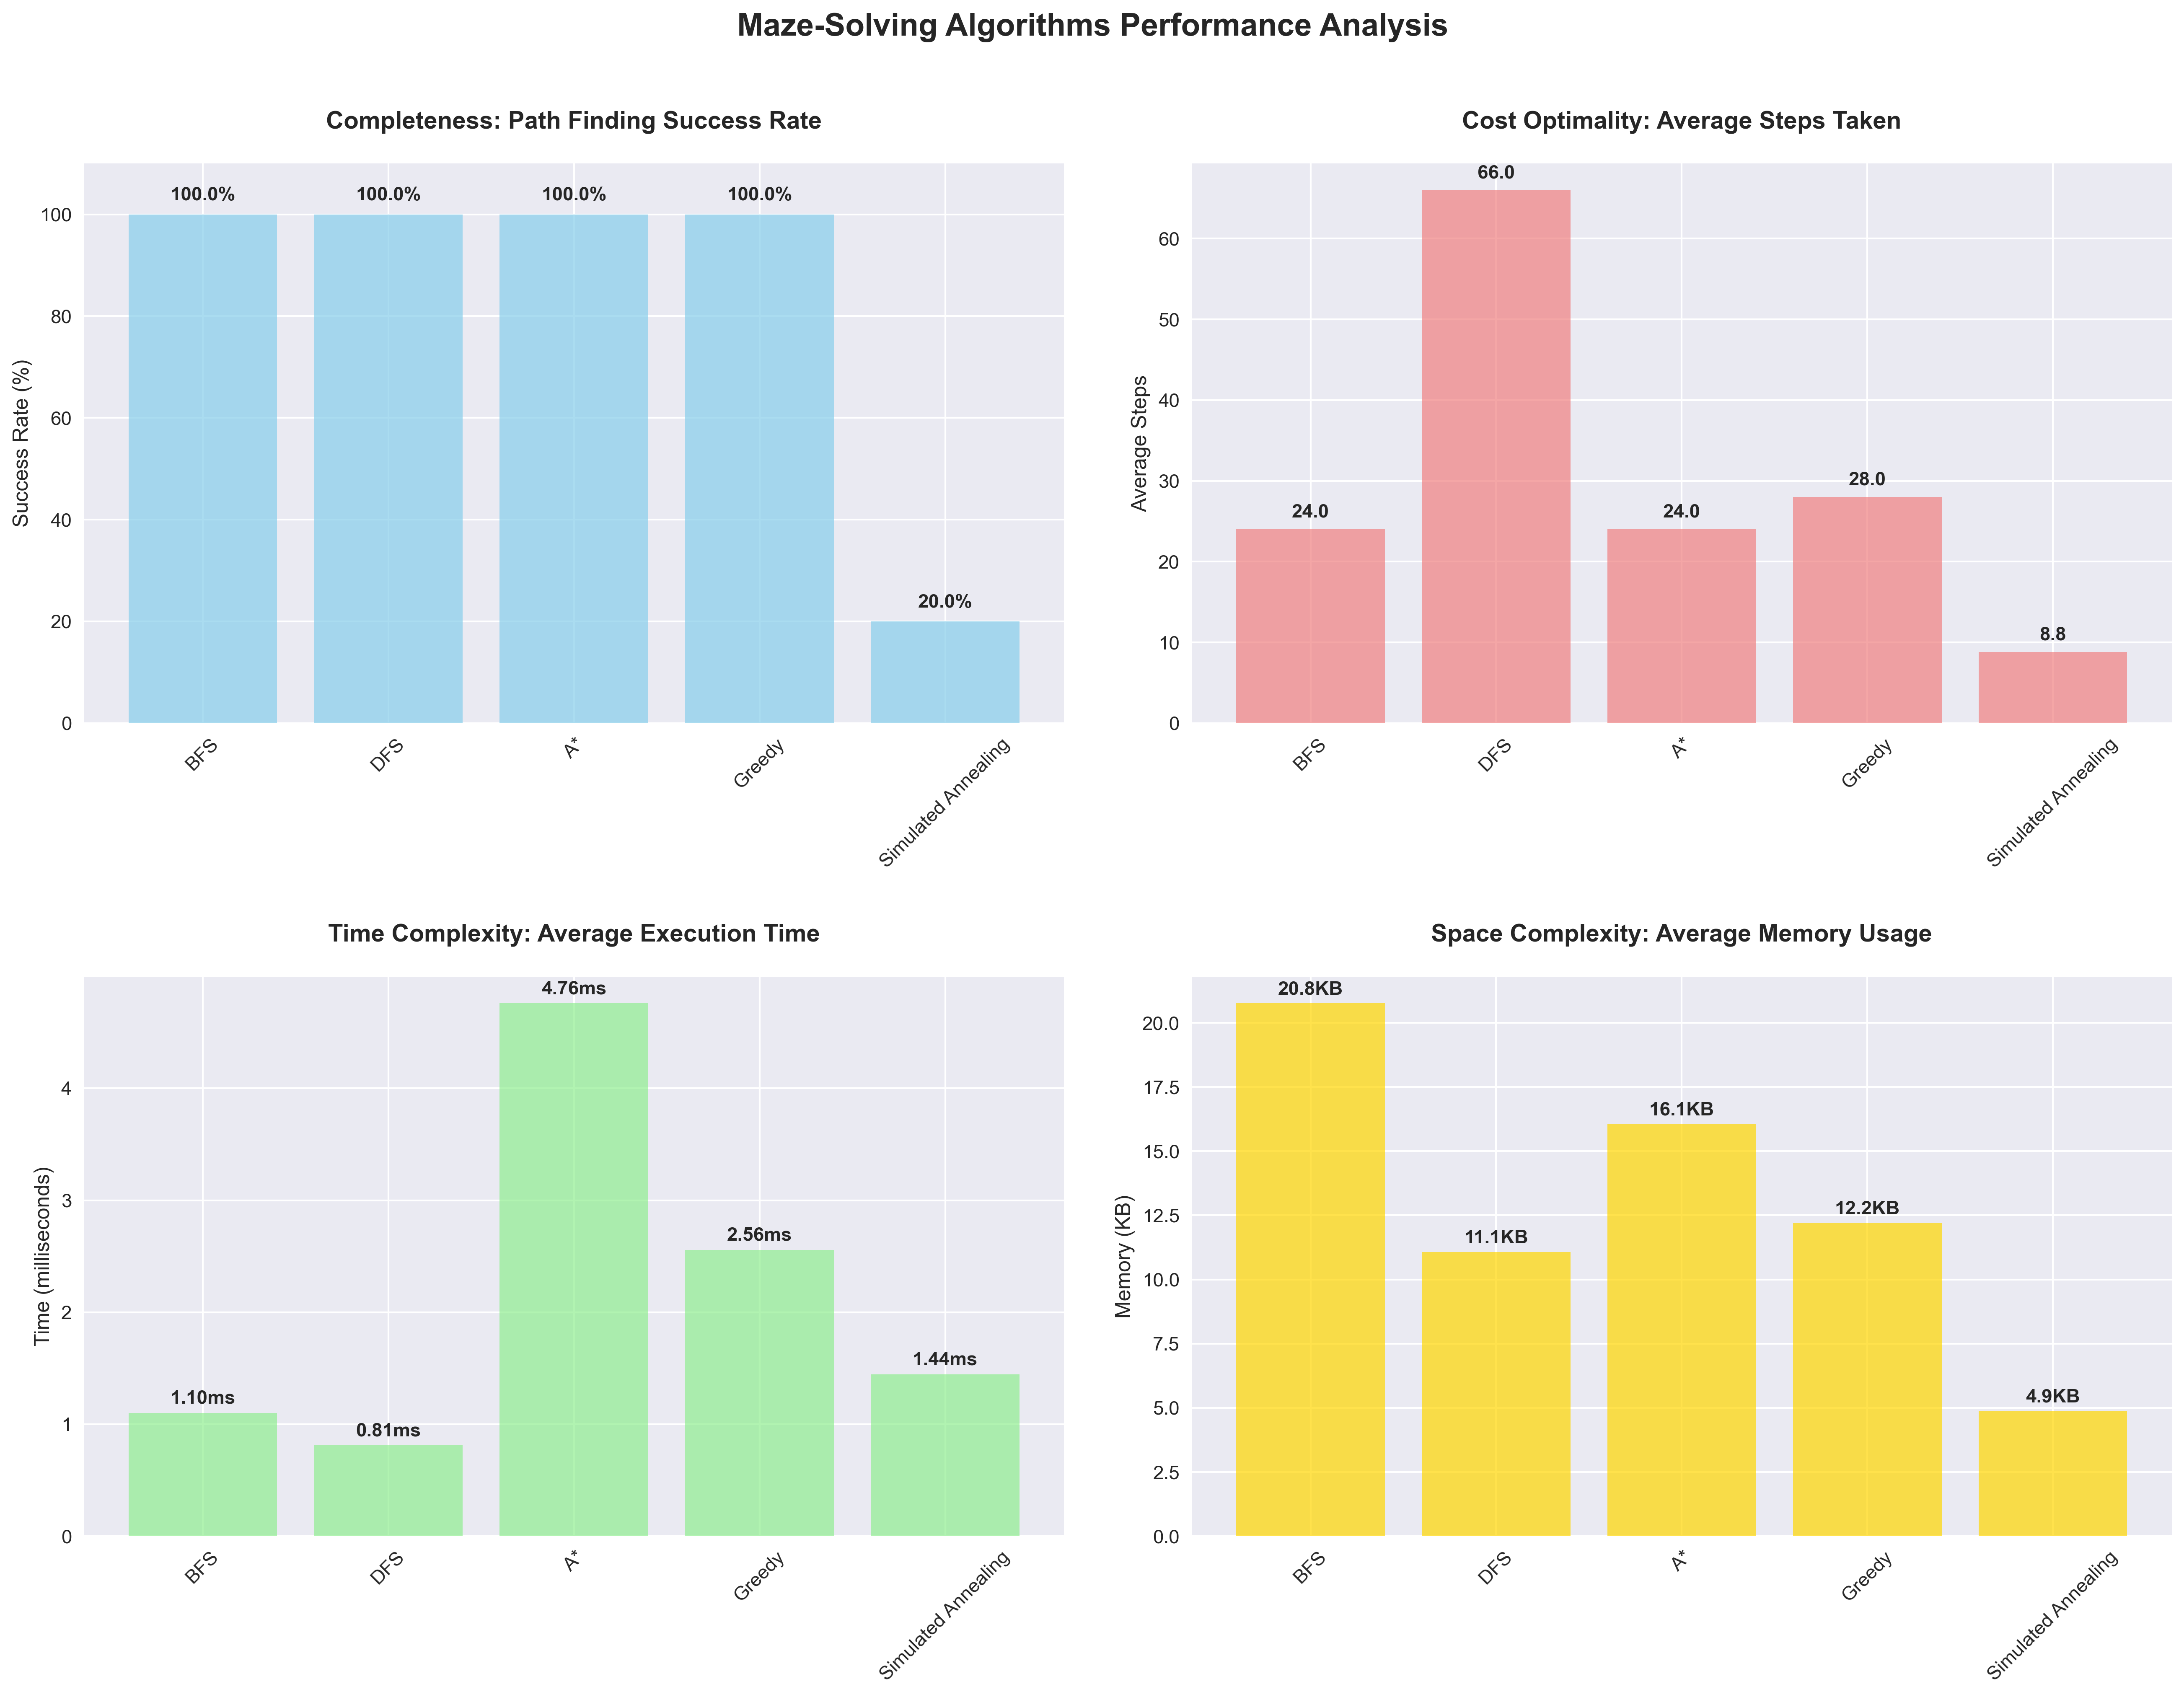 Maze-Solving Algorithms Performance Analysis
Completeness: Path Finding Success Rate
Success Rate (%)
100
80
60
40
20
0
100.0%
100.0%
100.0%
100.0%
20.0%
BFS
DFS
A*
Greedy
Simulated Annealing
Cost Optimality: Average Steps Taken
Average Steps
60
50
40
30
20
10
0
24.0
66.0
24.0
28.0
8.8
BFS
DFS
A*
Greedy
Simulated Annealing
Time Complexity: Average Execution Time
Time (milliseconds)
4
3
2
1
0
1.10ms
0.81ms
4.76ms
2.56ms
1.44ms
BFS
DFS
A*
Greedy
Simulated Annealing
Space Complexity: Average Memory Usage
Memory (KB)
20.0
17.5
15.0
12.5
10.0
7.5
5.0
2.5
0.0
20.8KB
11.1KB
16.1KB
12.2KB
4.9KB
BFS
DFS
A*
Greedy
Simulated Annealing